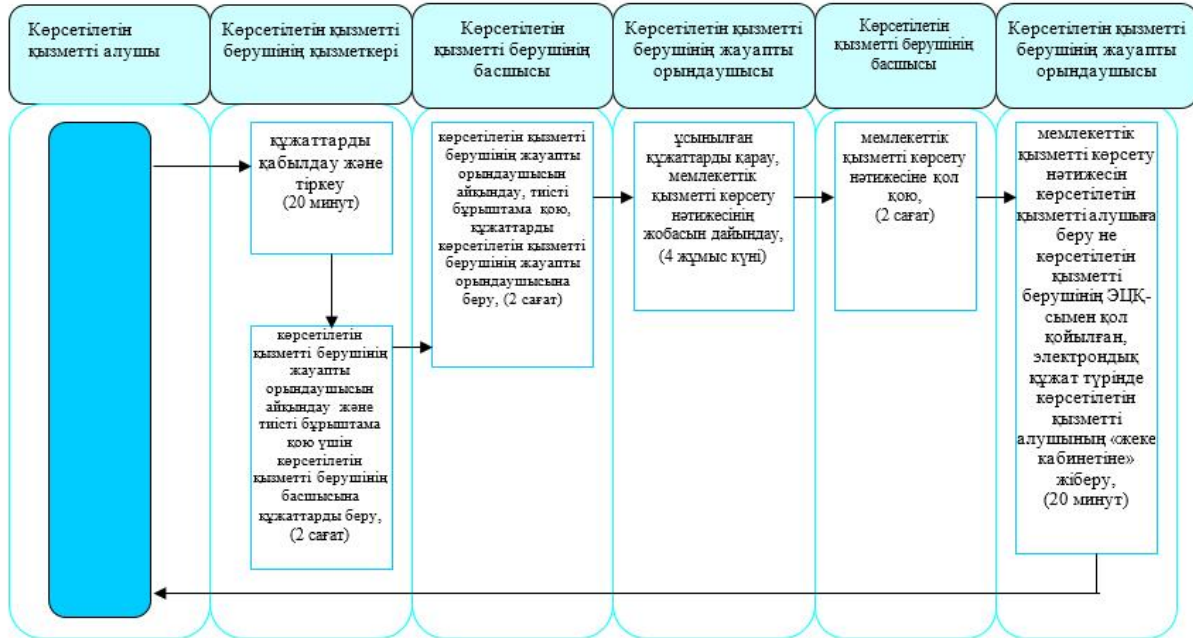 Көрсетілетін
қызметті алушы
Көрсетілетін қызметті
берушінің қызметкері
Көрсетілетін
қызметті берушінің
басшысы
Көрсетілетін қызметті
берушінің жауапты
орындаушысы
Көрсетілетін
қызметті берушінің
басшысы
Көрсетілетін қызметті
берушінің жауапты
орындаушысы
құжаттарды
қабылдау және
тіркеу
(20 минут)
көрсетілетін
қызметті берушінің
жауапты
орындаушысын
айқындау және
тиісті бұрыштама
қою үшін
көрсетілетін
қызметті берушінің
басшысына
құжаттарды беру,
(2 сағат)
көрсетілетін қызметті
берушінің жауапты
орындаушысын
айқындау, тиісті
бұрыштама қою,
құжаттарды
көрсетілетін қызметті
берушінің жауапты
орындаушысына
беру, (2 сағат)
ұсынылған
құжаттарды қарау,
мемлекеттік
қызметті көрсету
нәтижесінің
жобасын дайындау,
(4 жұмыс күні)
мемлекеттік
қызметті көрсету
нәтижесіне қол
қою,
(2 сағат)
мемлекеттік
қызметті көрсету
нәтижесін
көрсетілетін
қызметті алушыға
беру не
көрсетілетін
қызметті
берушінің ЭЦҚ-
сымен қол
қойылған,
электрондық
құжат түрінде
көрсетілетін
қызметті
алушының «жеке
кабинетіне»
жіберу,
(20 минут)